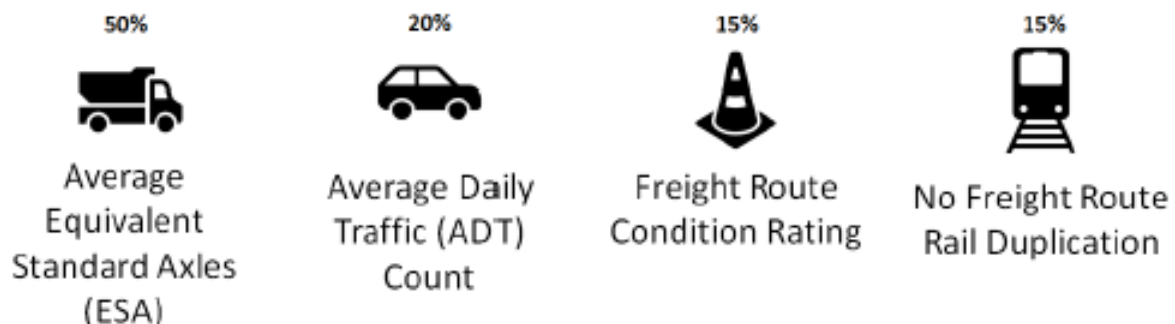 50%
Average
Equivalent
Standard Axles
(ESA)
20%
Average Daily
Traffic (ADT)
Count
15%
Freight Route
Condition Rating
15%
No Freight Route
Rail Duplication